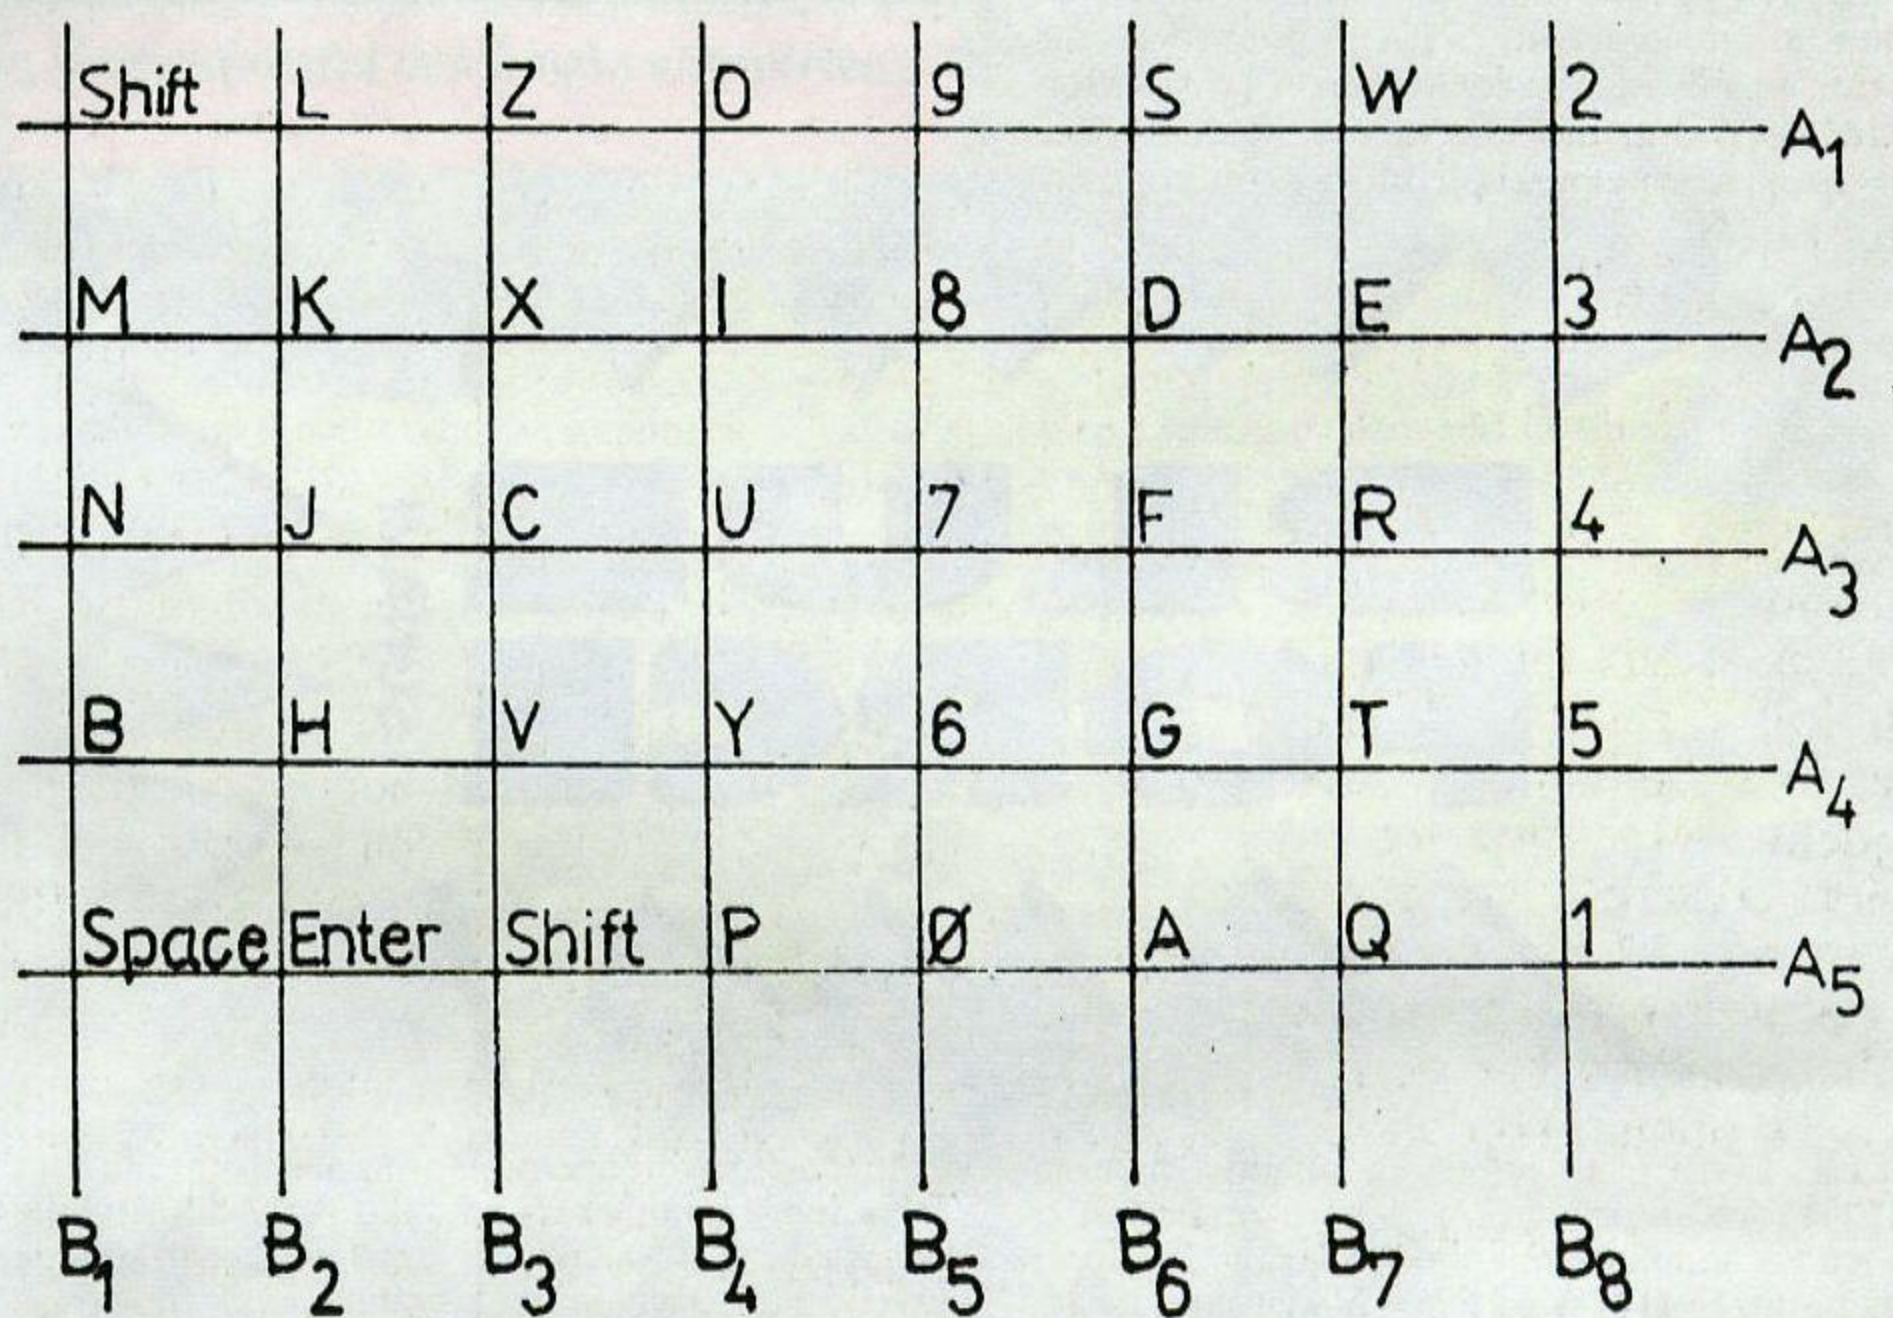 Shift L Z O 9 S W 2 A1
M K X I 8 D E 3 A2
N J C U 7 F R 4 A3
B H V Y 6 G T 5 A4
Space Enter Shift P Ø A Q 1 A5
B1 B2 B3 B4 B5 B6 B7 B8